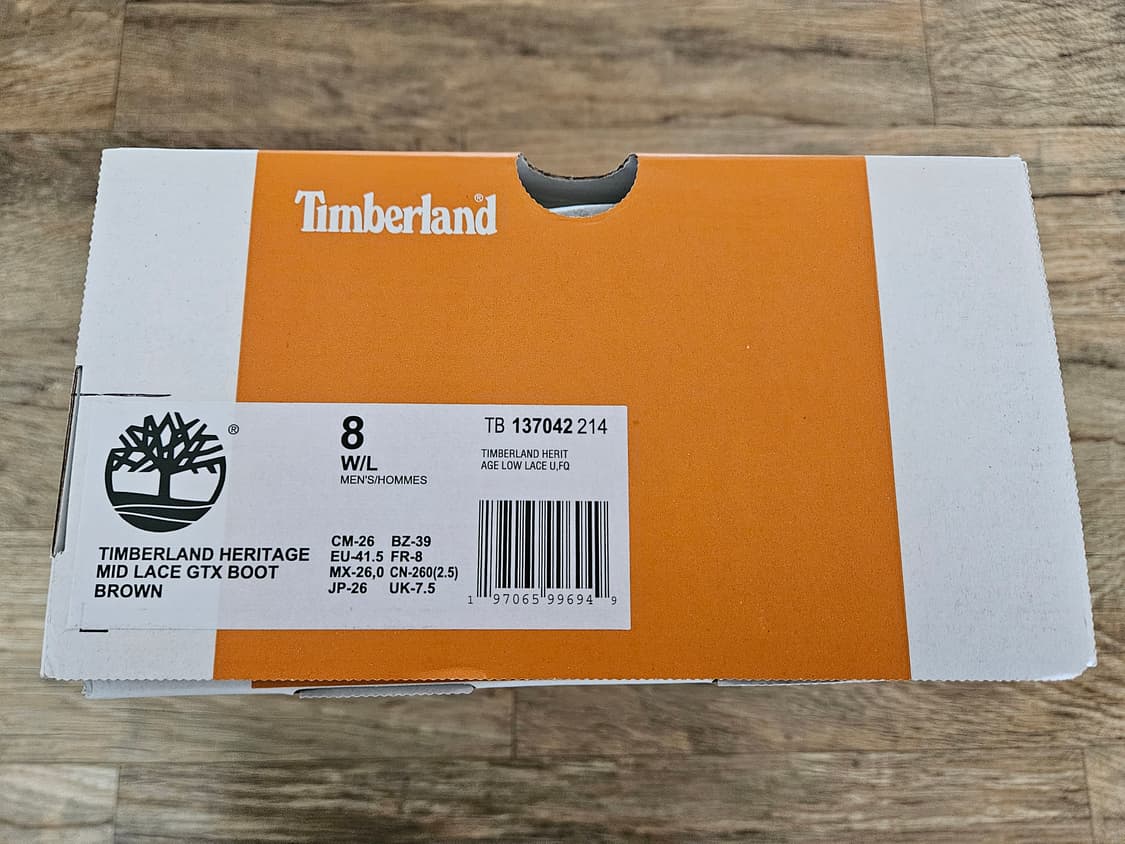 Timberland®
®
8
W/L
MEN'S/HOMMES
TB 137042 214
TIMBERLAND HERIT
AGE LOW LACE U,FQ
TIMBERLAND HERITAGE
MID LACE GTX BOOT
BROWN
CM-26 BZ-39
EU-41.5 FR-8
MX-26,0 CN-260(2.5)
JP-26 UK-7.5
1 97065 99694 9